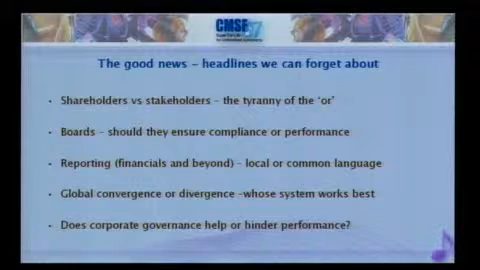 CMSF
The good news – headlines we can forget about
• Shareholders vs stakeholders – the tyranny of the 'or'
• Boards – should they ensure compliance or performance
• Reporting (financials and beyond) – local or common language
• Global convergence or divergence –whose system works best
• Does corporate governance help or hinder performance?